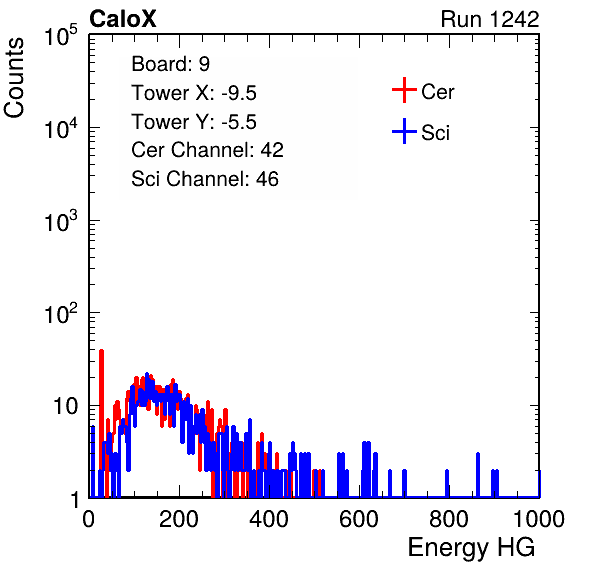 CaloX Run 1242
Counts
10^5
10^4
10^3
10^2
10
1
Board: 9
Tower X: -9.5
Tower Y: -5.5
Cer Channel: 42
Sci Channel: 46
Cer
Sci
0 200 400 600 800 1000
Energy HG